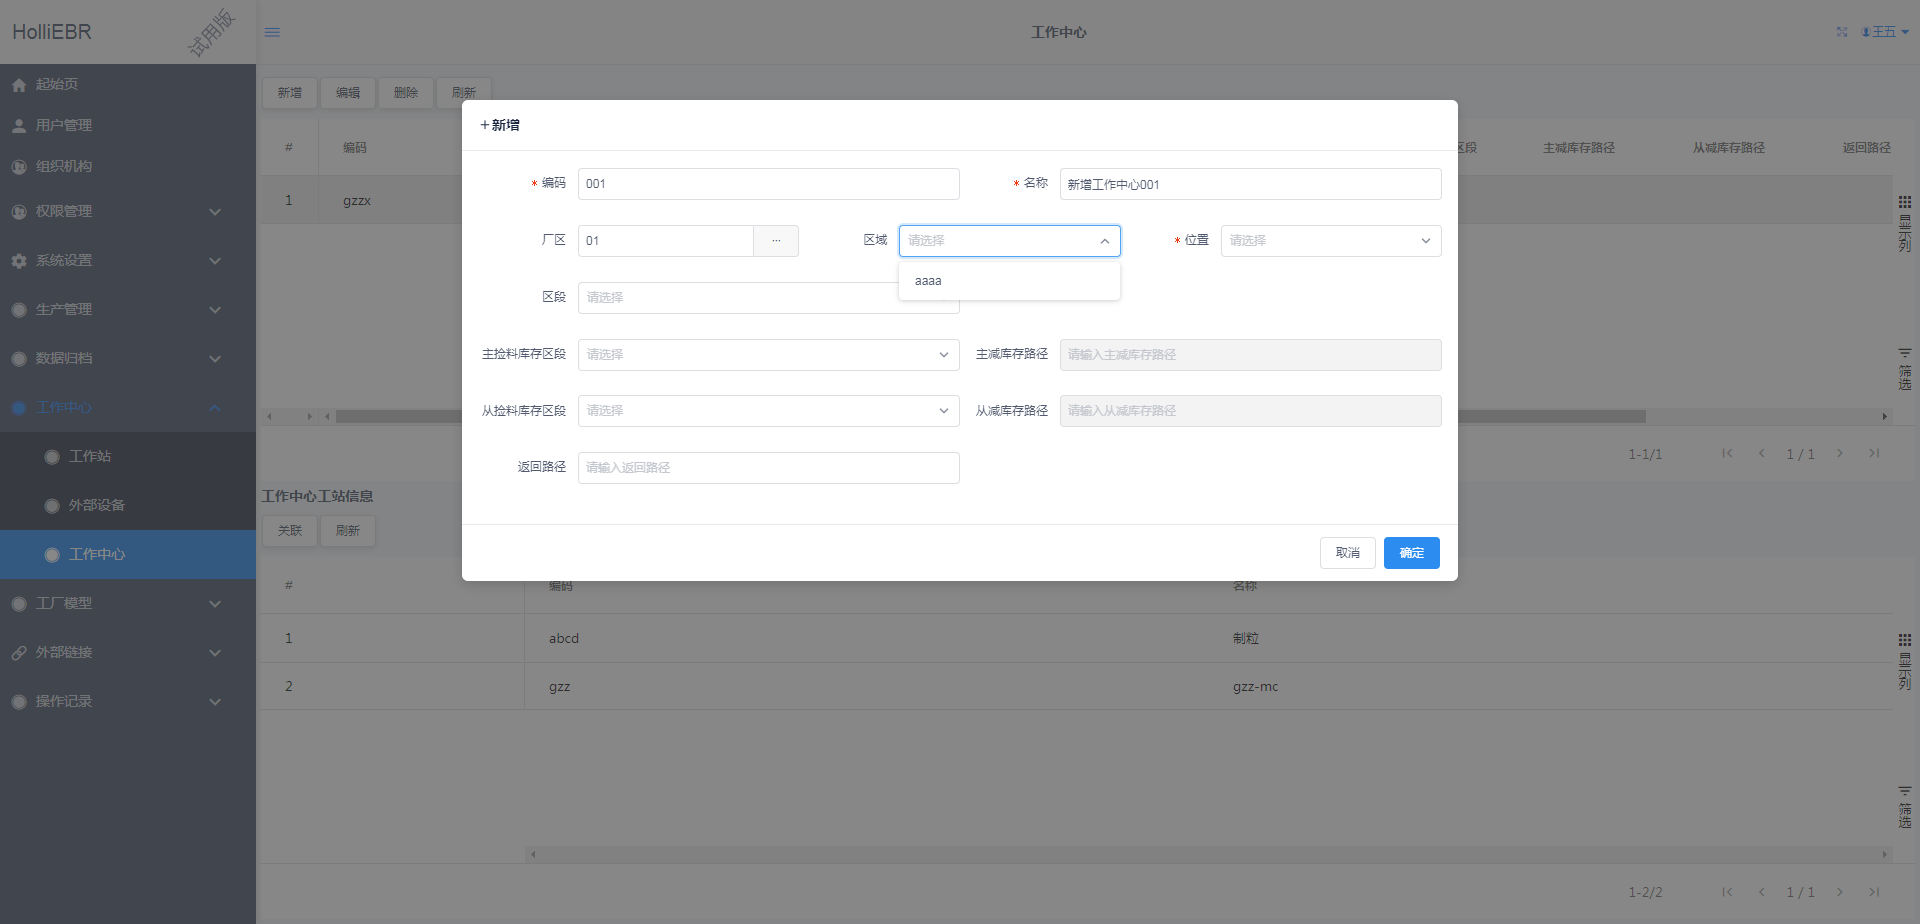 HolliEBR
试用版
工作中心
王五
起始页
用户管理
组织机构
权限管理
系统设置
生产管理
数据归档
工作中心
工作站
外部设备
工作中心
工厂模型
外部链接
操作记录
新增 编辑 删除 刷新
# 编码 区段 主减库存路径 从减库存路径 返回路径
1 gzzx
显示列
筛选
+新增
* 编码 001 * 名称 新增工作中心001
厂区 01 ... 区域 请选择 * 位置 请选择
aaaa
区段 请选择
主捡料库存区段 请选择 主减库存路径 请输入主减库存路径
从捡料库存区段 请选择 从减库存路径 请输入从减库存路径
返回路径 请输入返回路径
取消 确定
1-1/1 1 / 1
工作中心工站信息
关联 刷新
# 编码 名称
1 abcd 制粒
2 gzz gzz-mc
显示列
筛选
1-2/2 1 / 1